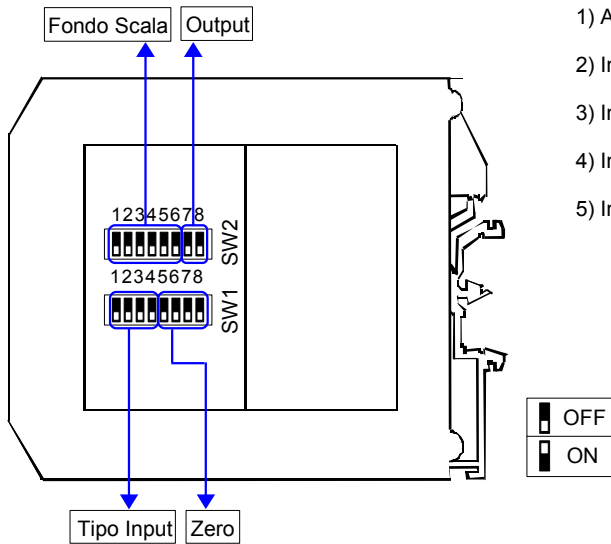 Fondo Scala
Output
1) A
2) In
3) In
4) In
5) In
12345678
SW2
12345678
SW1
OFF
ON
Tipo Input
Zero